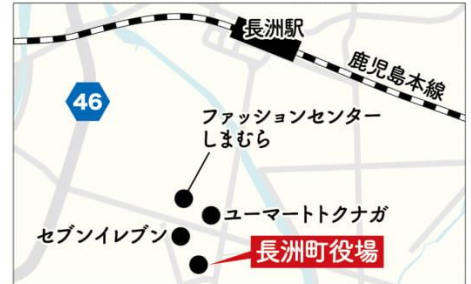 長洲駅
鹿児島本線
46
ファッションセンター
しまむら
ユーマートトクナガ
セブンイレブン
長洲町役場